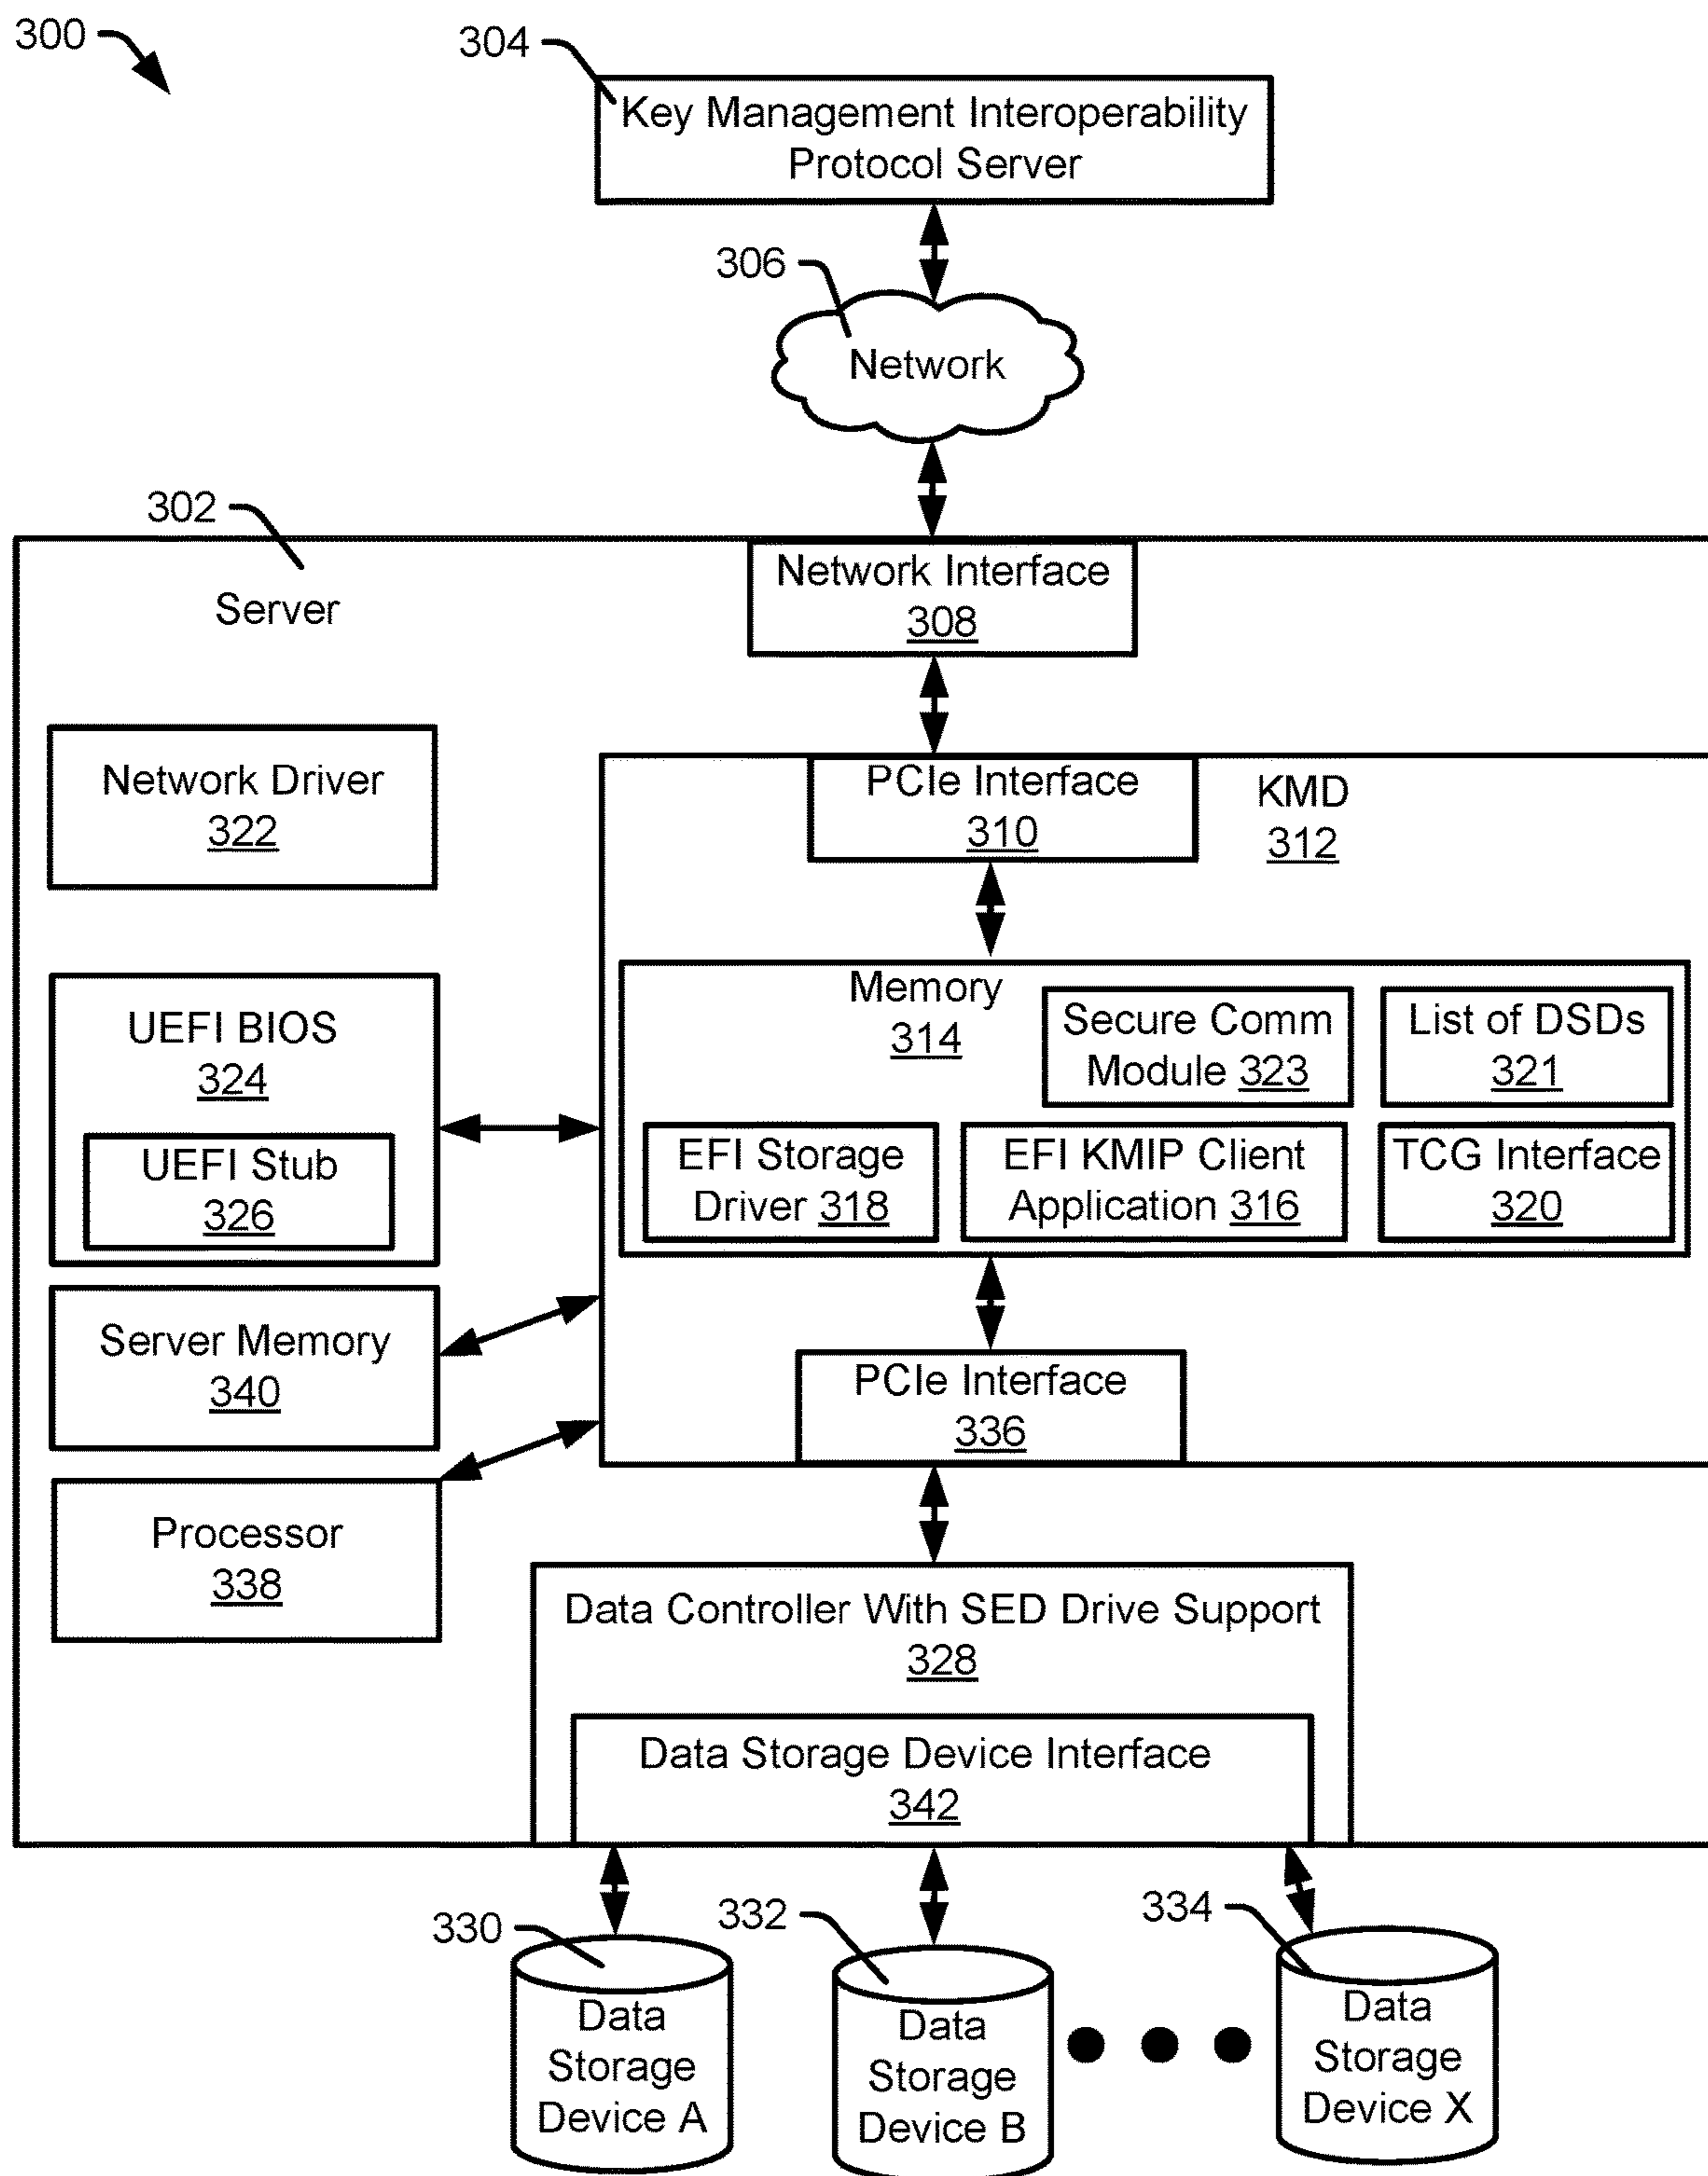 300
304
Key Management Interoperability
Protocol Server
306
Network
302
Server
Network Interface
308
Network Driver
322
PCIe Interface
310
KMD
312
Memory
314
Secure Comm
Module 323
List of DSDs
321
EFI Storage
Driver 318
EFI KMIP Client
Application 316
TCG Interface
320
UEFI BIOS
324
UEFI Stub
326
Server Memory
340
PCIe Interface
336
Processor
338
Data Controller With SED Drive Support
328
Data Storage Device Interface
342
330
Data
Storage
Device A
332
Data
Storage
Device B
334
Data
Storage
Device X